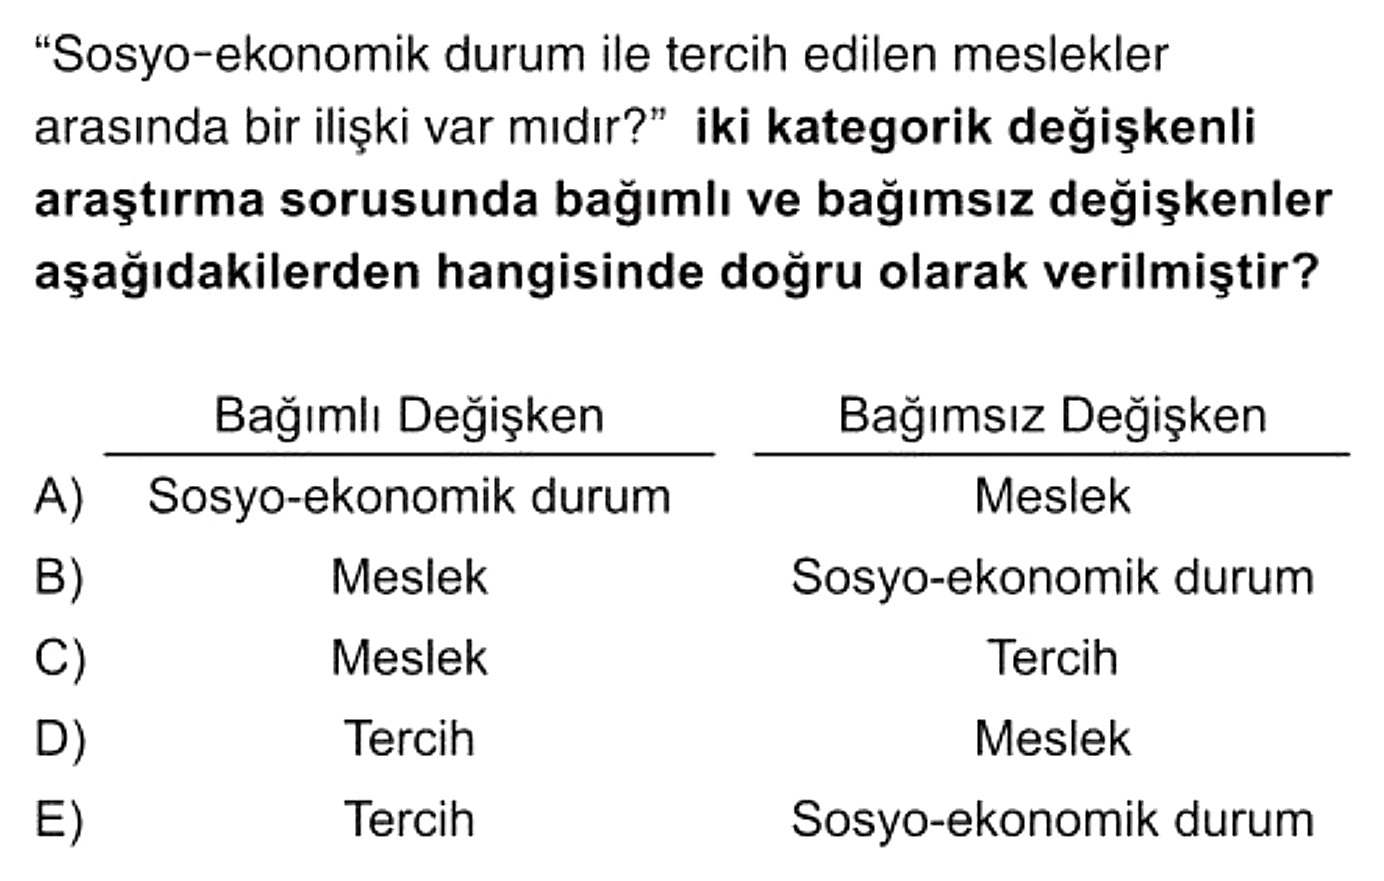 “Sosyo-ekonomik durum ile tercih edilen meslekler
arasında bir ilişki var mıdır?” iki kategorik değişkenli
araştırma sorusunda bağımlı ve bağımsız değişkenler
aşağıdakilerden hangisinde doğru olarak verilmiştir?
Bağımlı Değişken Bağımsız Değişken
A) Sosyo-ekonomik durum Meslek
B) Meslek Sosyo-ekonomik durum
C) Meslek Tercih
D) Tercih Meslek
E) Tercih Sosyo-ekonomik durum